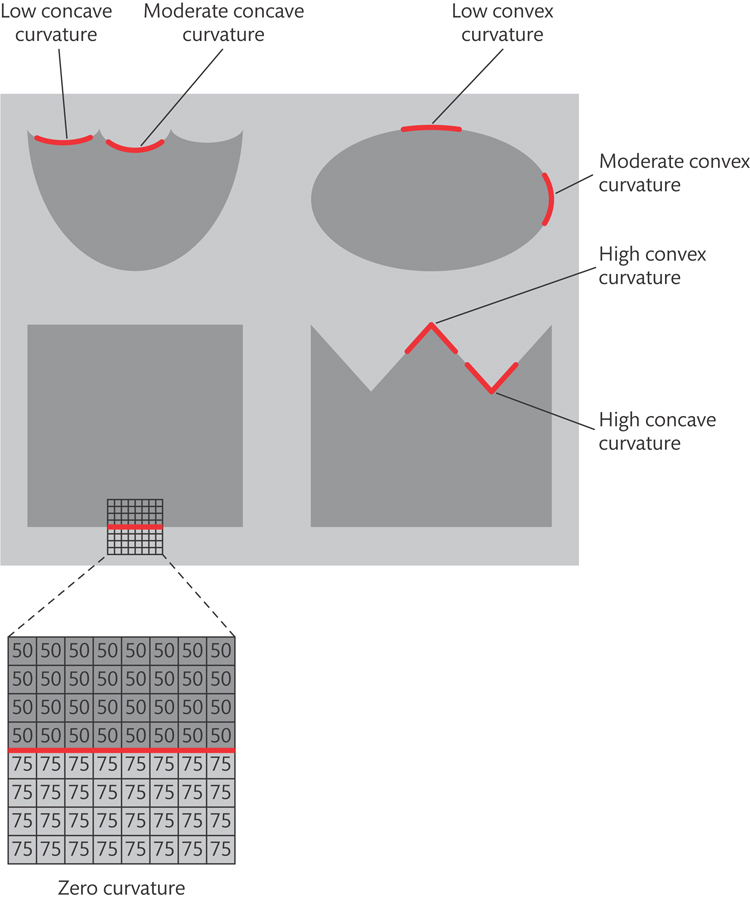 Low concave
curvature
Moderate concave
curvature
Low convex
curvature
Moderate convex
curvature
High convex
curvature
High concave
curvature
50 50 50 50 50 50 50 50
50 50 50 50 50 50 50 50
50 50 50 50 50 50 50 50
50 50 50 50 50 50 50 50
75 75 75 75 75 75 75 75
75 75 75 75 75 75 75 75
75 75 75 75 75 75 75 75
75 75 75 75 75 75 75 75
Zero curvature